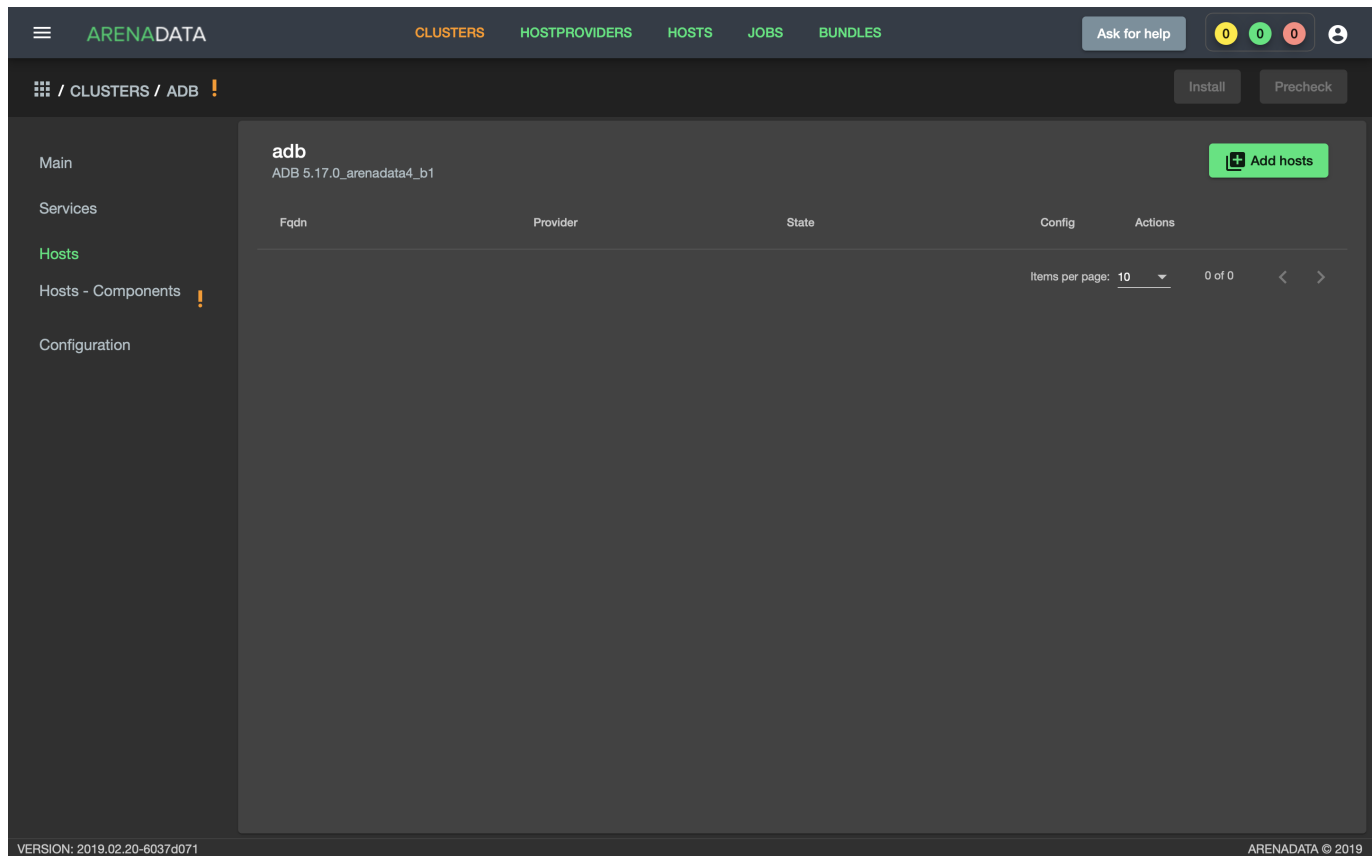 ARENADATA CLUSTERS HOSTPROVIDERS HOSTS JOBS BUNDLES Ask for help 0 0 0
/ CLUSTERS / ADB ! Install Precheck
Main
Services
Hosts
Hosts - Components !
Configuration
adb
ADB 5.17.0_arenadata4_b1
Add hosts
Fqdn Provider State Config Actions
Items per page: 10 0 of 0
VERSION: 2019.02.20-6037d071 ARENADATA © 2019